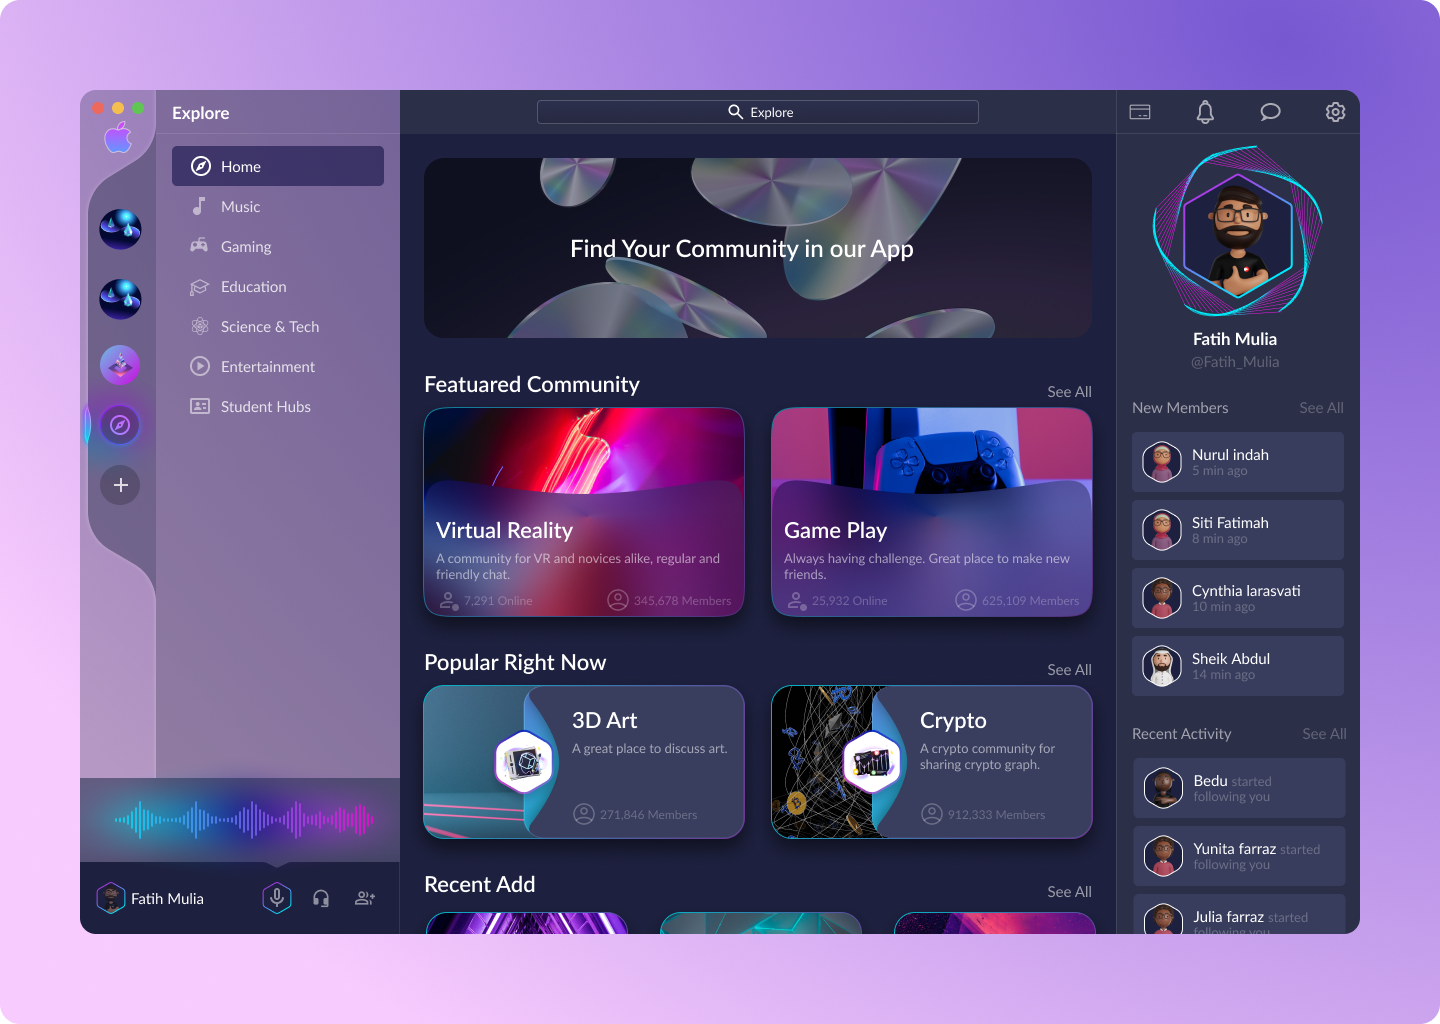 Explore
Home
Music
Gaming
Education
Science & Tech
Entertainment
Student Hubs
Fatih Mulia
Explore
Find Your Community in our App
Featuared Community
See All
Virtual Reality
A community for VR and novices alike, regular and
friendly chat.
7,291 Online
345,678 Members
Game Play
Always having challenge. Great place to make new
friends.
25,932 Online
625,109 Members
Popular Right Now
See All
3D Art
A great place to discuss art.
271,846 Members
Crypto
A crypto community for
sharing crypto graph.
912,333 Members
Recent Add
See All
Fatih Mulia
@Fatih_Mulia
New Members
See All
Nurul indah
5 min ago
Siti Fatimah
8 min ago
Cynthia larasvati
10 min ago
Sheik Abdul
14 min ago
Recent Activity
See All
Bedu started
following you
Yunita farraz started
following you
Julia farraz started
following you